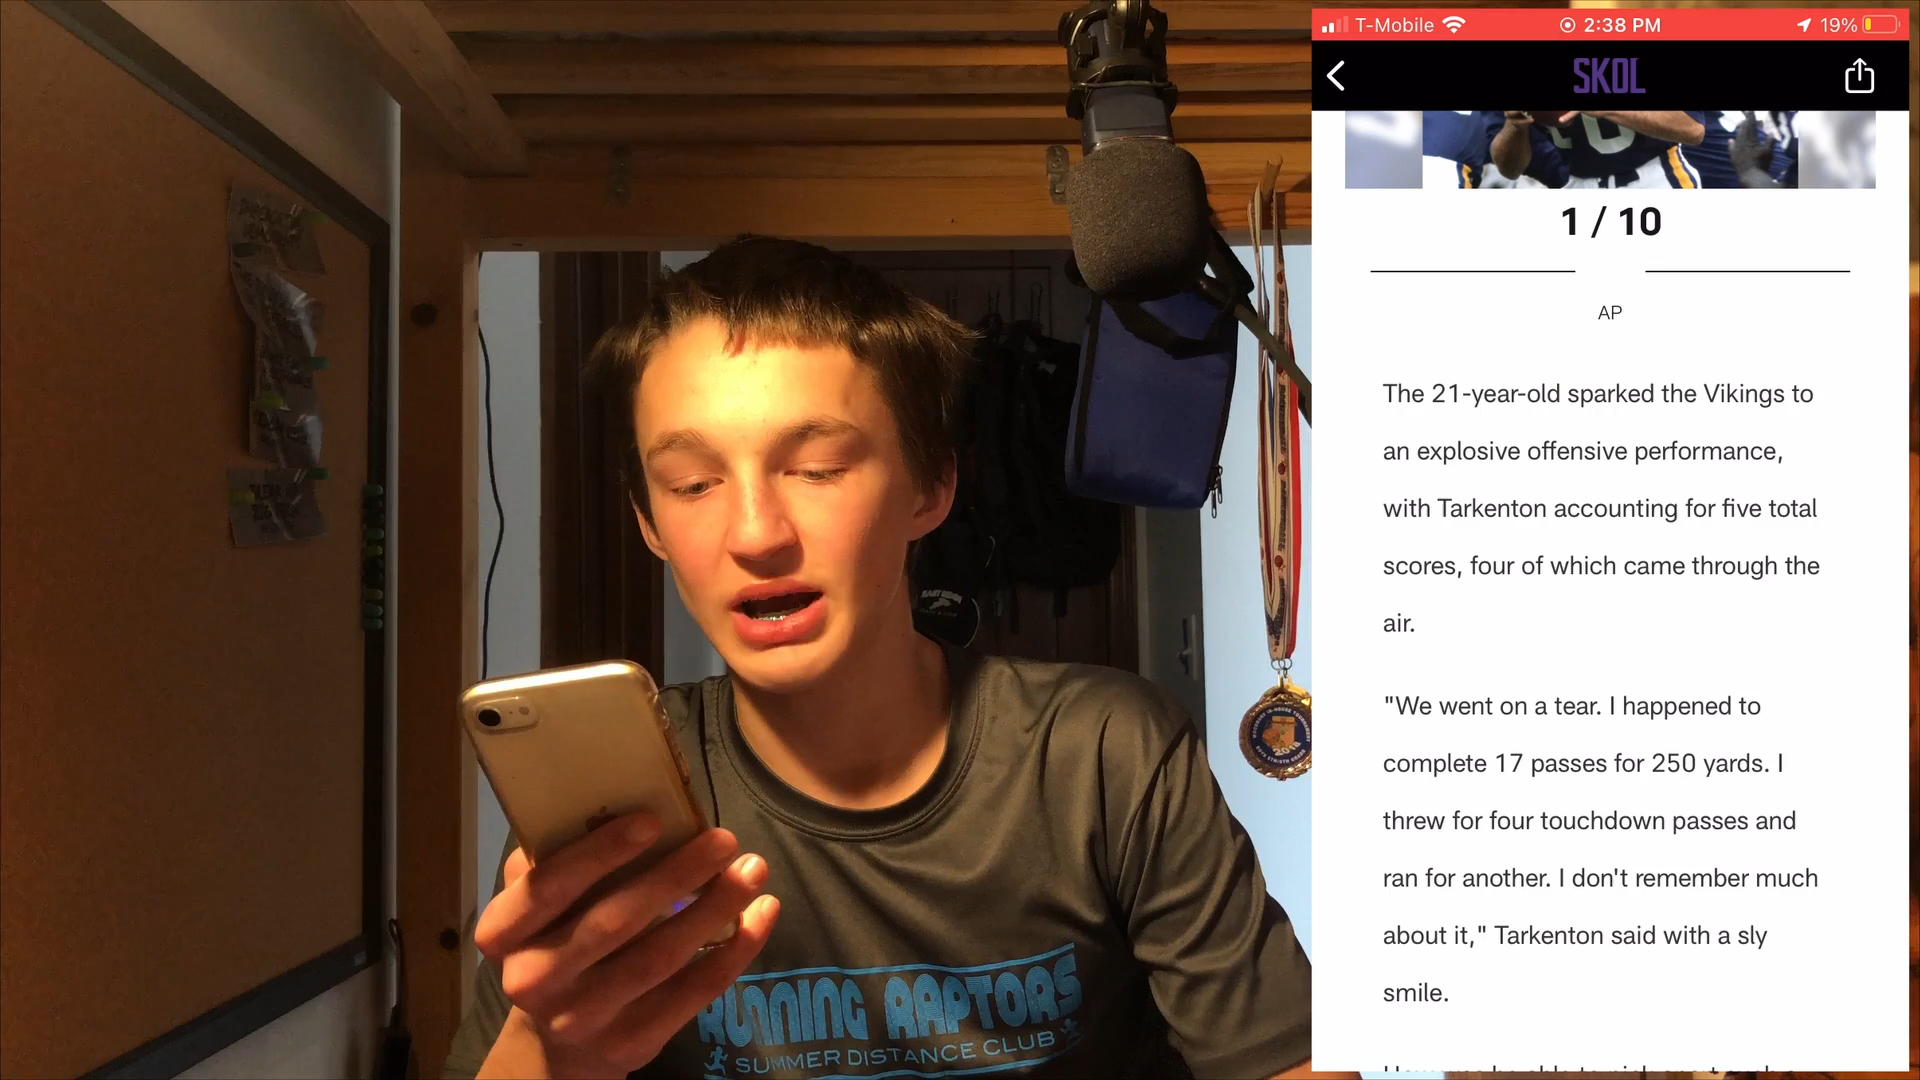 T-Mobile 2:38 PM 19%
SKOL
1 / 10
AP
The 21-year-old sparked the Vikings to
an explosive offensive performance,
with Tarkenton accounting for five total
scores, four of which came through the
air.
"We went on a tear. I happened to
complete 17 passes for 250 yards. I
threw for four touchdown passes and
ran for another. I don't remember much
about it," Tarkenton said with a sly
smile.
RUNNING RAPTORS
SUMMER DISTANCE CLUB
2018